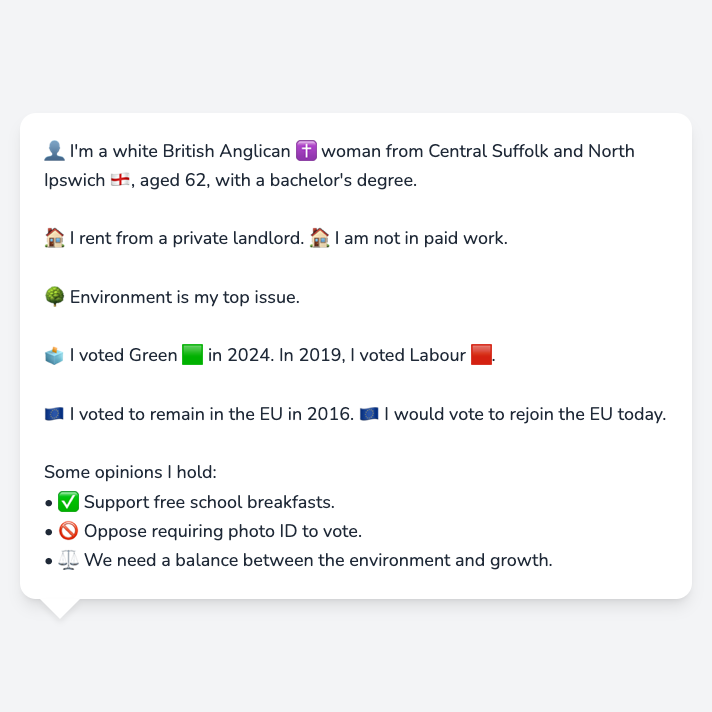 👤 I'm a white British Anglican ✝️ woman from Central Suffolk and North
Ipswich 🏴󠁧󠁢󠁥󠁮󠁧󠁿, aged 62, with a bachelor's degree.
🏠 I rent from a private landlord. 🏠 I am not in paid work.
🌳 Environment is my top issue.
🗳️ I voted Green 🟩 in 2024. In 2019, I voted Labour 🟥.
🇪🇺 I voted to remain in the EU in 2016. 🇪🇺 I would vote to rejoin the EU today.
Some opinions I hold:
• ✅ Support free school breakfasts.
• 🚫 Oppose requiring photo ID to vote.
• ⚖️ We need a balance between the environment and growth.